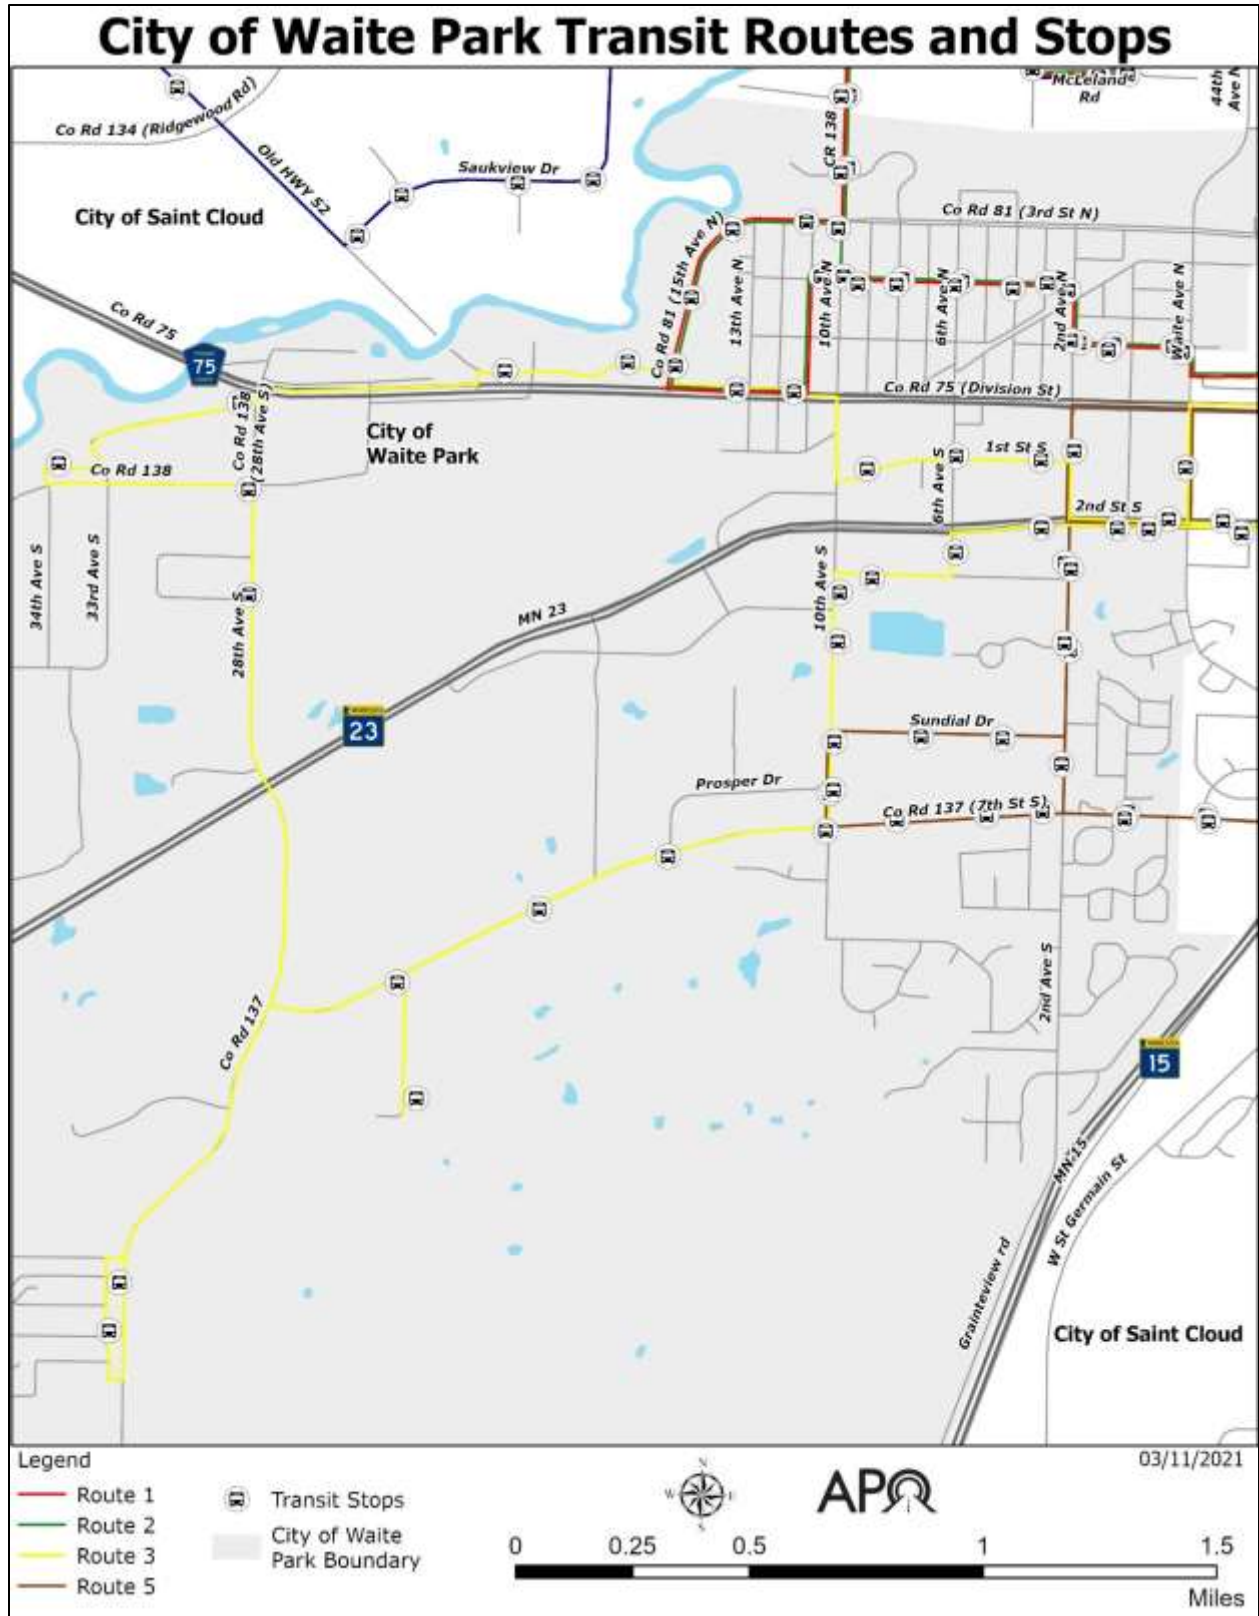 City of Waite Park Transit Routes and Stops
McLeland
Rd
44th
Ave N
Co Rd 134 (Ridgewood Rd)
CR 138
Old HWY 52
Saukview Dr
City of Saint Cloud
Co Rd 81 (3rd St N)
Co Rd 81 (15th Ave N)
13th Ave N
10th Ave N
6th Ave N
2nd Ave N
Waite Ave N
Co Rd 75
75
Co Rd 75 (Division St)
Co Rd 138
(28th Ave S)
City of
Waite Park
1st St S
Co Rd 138
6th Ave S
2nd St S
34th Ave S
33rd Ave S
28th Ave S
MN 23
10th Ave S
23
Sundial Dr
Prosper Dr
Co Rd 137 (7th St S)
2nd Ave S
Co Rd 137
15
MN 15
W St Germain St
Grainteview rd
City of Saint Cloud
Legend
03/11/2021
Route 1
Route 2
Route 3
Route 5
Transit Stops
City of Waite
Park Boundary
N
W
E
S
APO
0 0.25 0.5 1 1.5
Miles